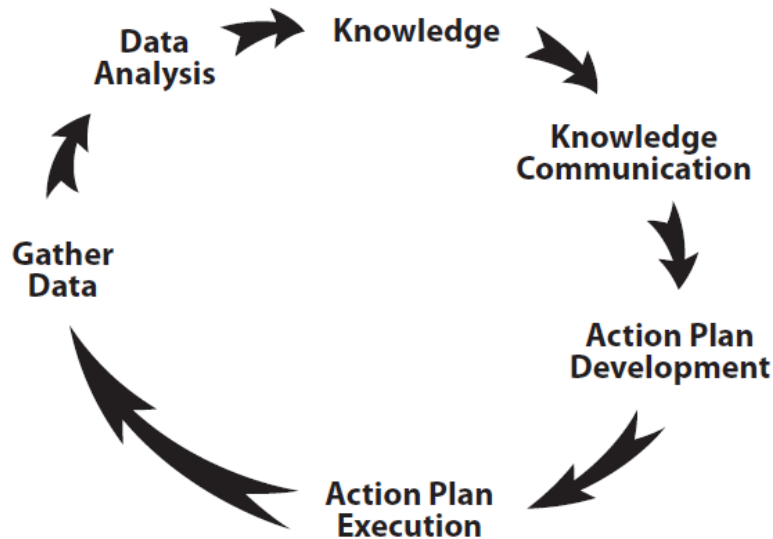 Knowledge
Data
Analysis
Knowledge
Communication
Gather
Data
Action Plan
Development
Action Plan
Execution